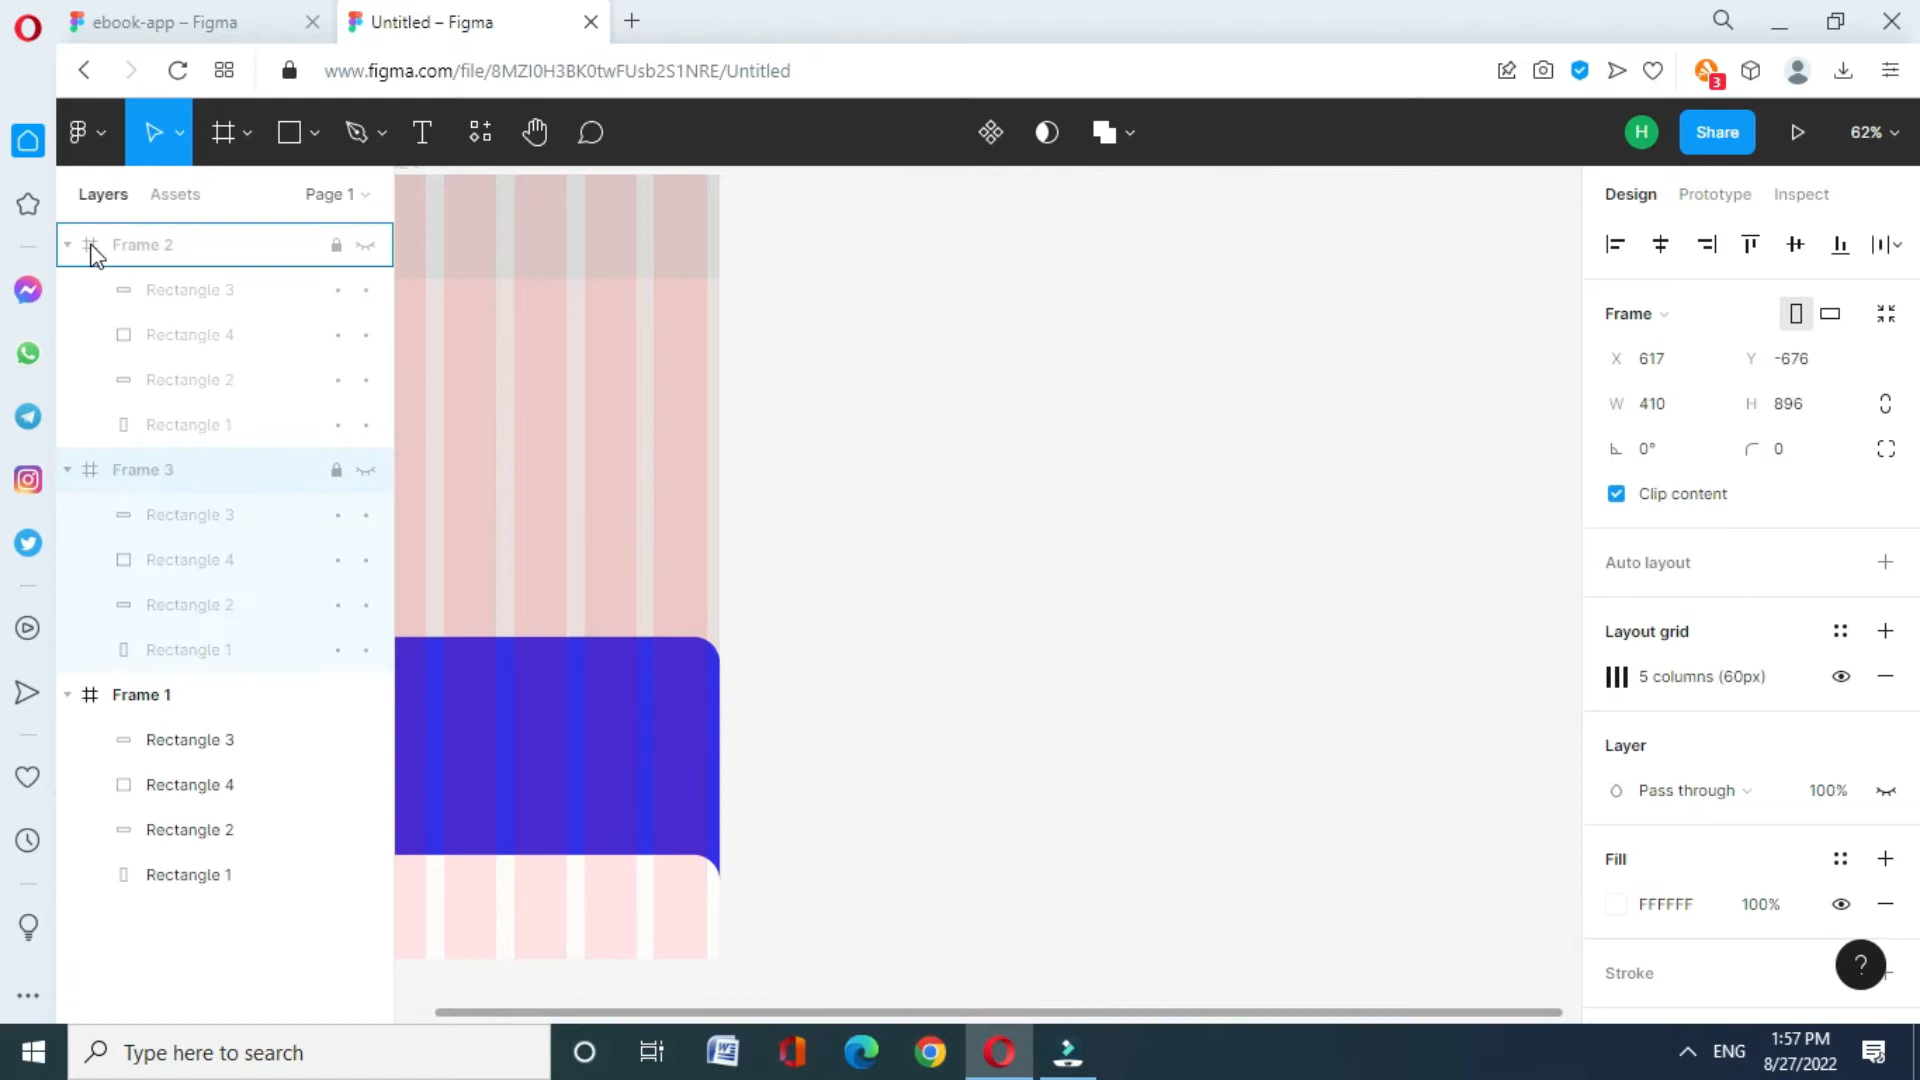 ebook-app – Figma
Untitled – Figma
www.figma.com/file/8MZI0H3BK0twFUsb2S1NRE/Untitled
3
H
Share
62%
Layers
Assets
Page 1
Frame 2
Rectangle 3
Rectangle 4
Rectangle 2
Rectangle 1
Frame 3
Rectangle 3
Rectangle 4
Rectangle 2
Rectangle 1
Frame 1
Rectangle 3
Rectangle 4
Rectangle 2
Rectangle 1
Design
Prototype
Inspect
Frame
X 617 Y -676
W 410 H 896
0° 0
Clip content
Auto layout
Layout grid
5 columns (60px)
Layer
Pass through 100%
Fill
FFFFFF 100%
Stroke
?
Type here to search
ENG
1:57 PM
8/27/2022